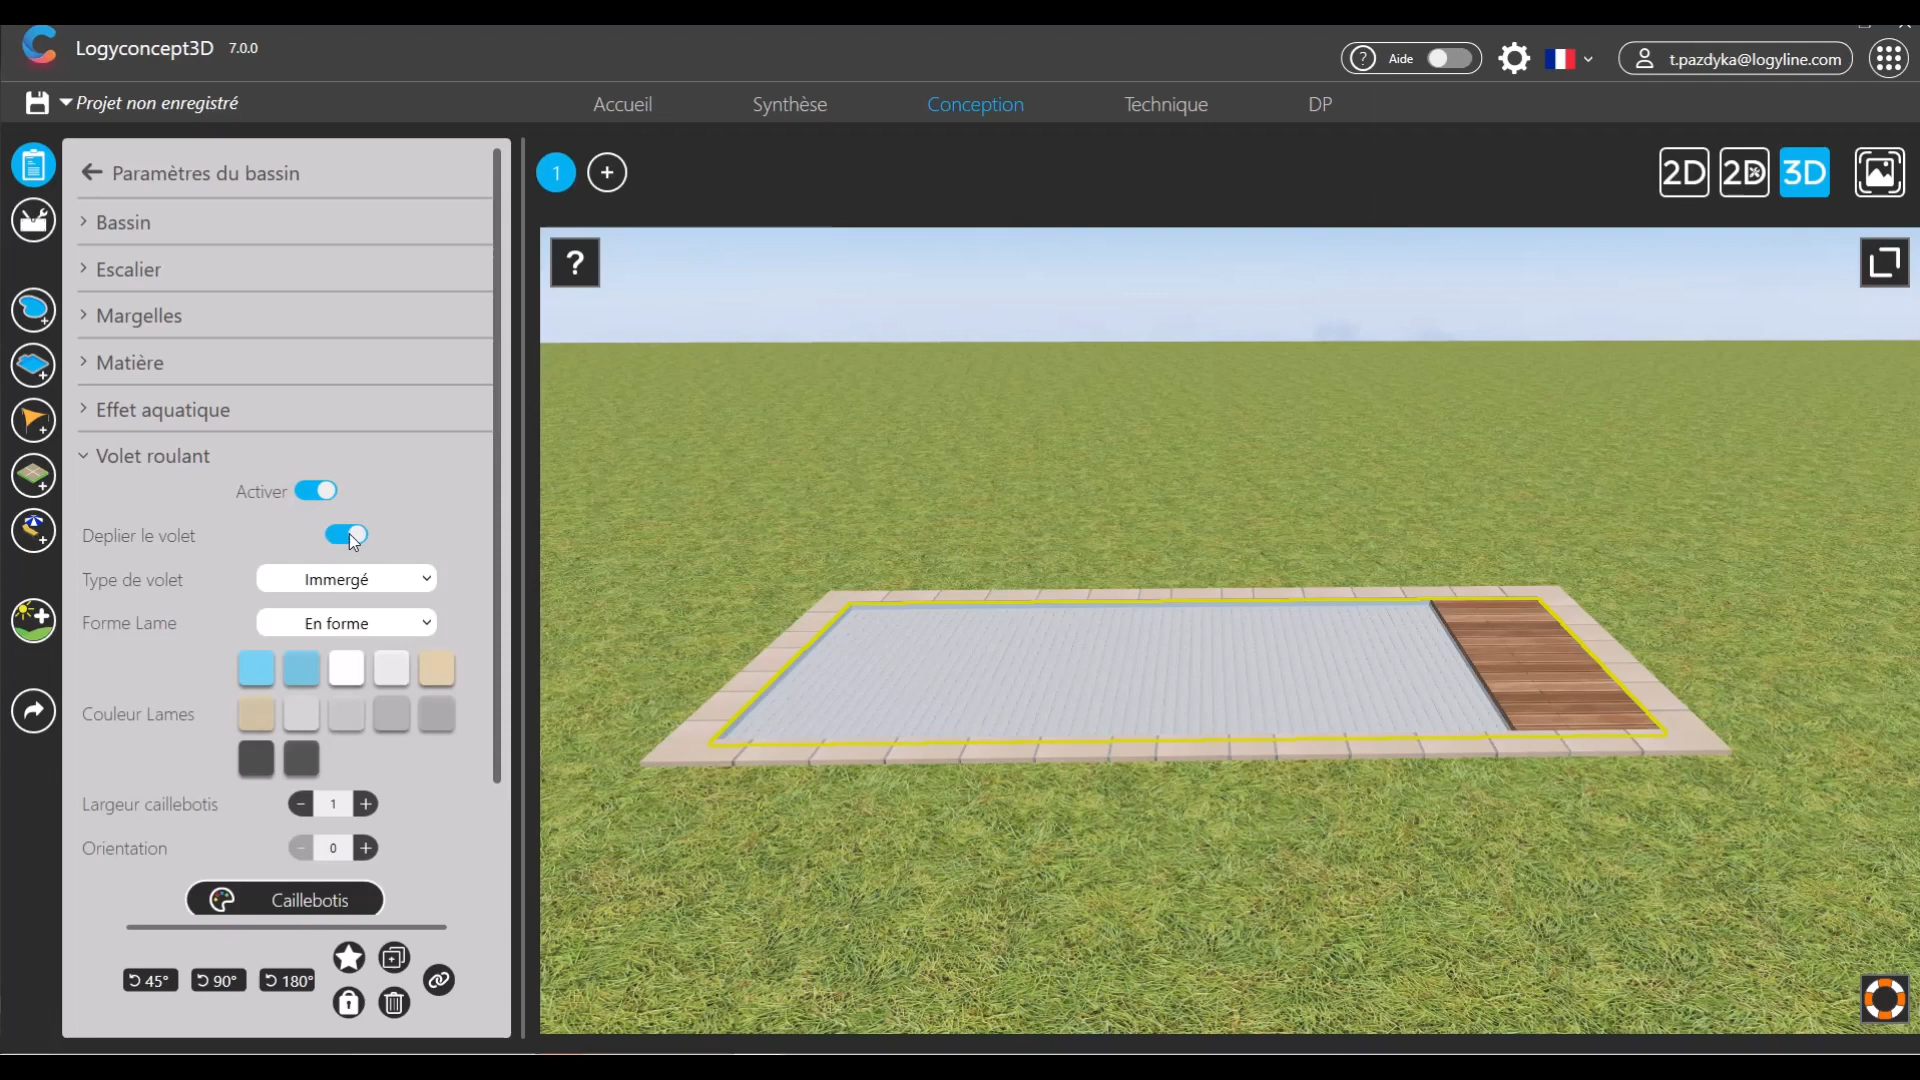 Logyconcept3D 7.0.0
? Aide
t.pazdyka@logyline.com
Projet non enregistré
Accueil
Synthèse
Conception
Technique
DP
Paramètres du bassin
1
+
2D
2D
3D
Bassin
?
Escalier
Margelles
Matière
Effet aquatique
Volet roulant
Activer
Deplier le volet
Type de volet
Immergé
Forme Lame
En forme
Couleur Lames
Largeur caillebotis
− 1 +
Orientation
− 0 +
Caillebotis
45°
90°
180°